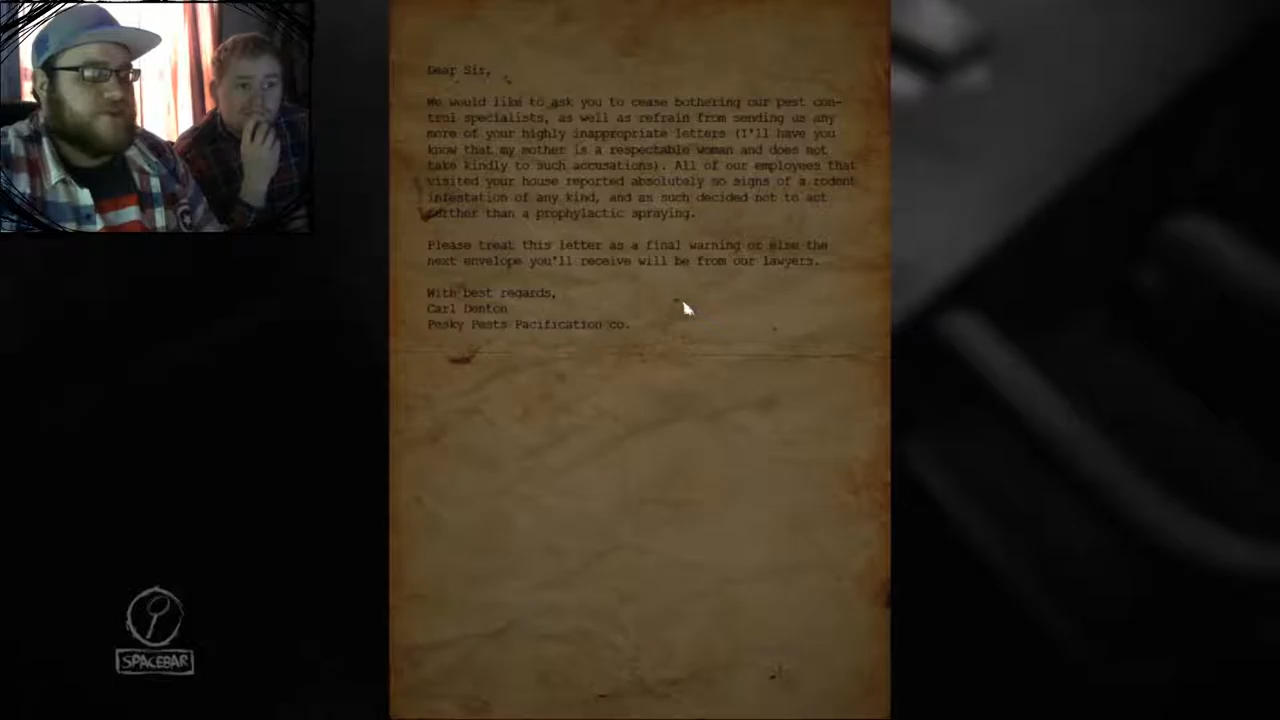 Dear Sir,
We would like to ask you to cease bothering our pest con-
trol specialists, as well as refrain from sending us any
more of your highly inappropriate letters (I'll have you
know that my mother is a respectable woman and does not
take kindly to such accusations). All of our employees that
visited your house reported absolutely no signs of a rodent
infestation of any kind, and as such decided not to act
further than a prophylactic spraying.
Please treat this letter as a final warning or else the
next envelope you'll receive will be from our lawyers.
With best regards,
Carl Denton
Pesky Pests Pacification co.
SPACEBAR